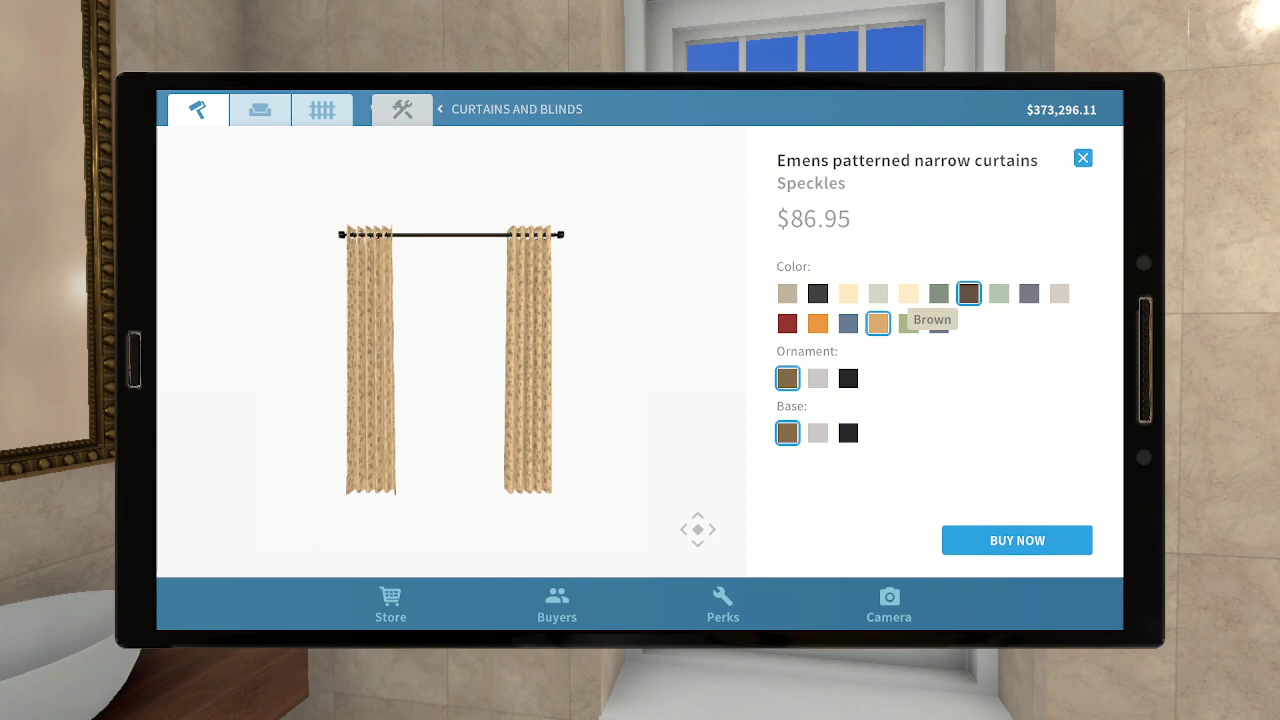 CURTAINS AND BLINDS
$373,296.11
Emens patterned narrow curtains
Speckles
$86.95
Color:
Brown
Ornament:
Base:
BUY NOW
Store
Buyers
Perks
Camera